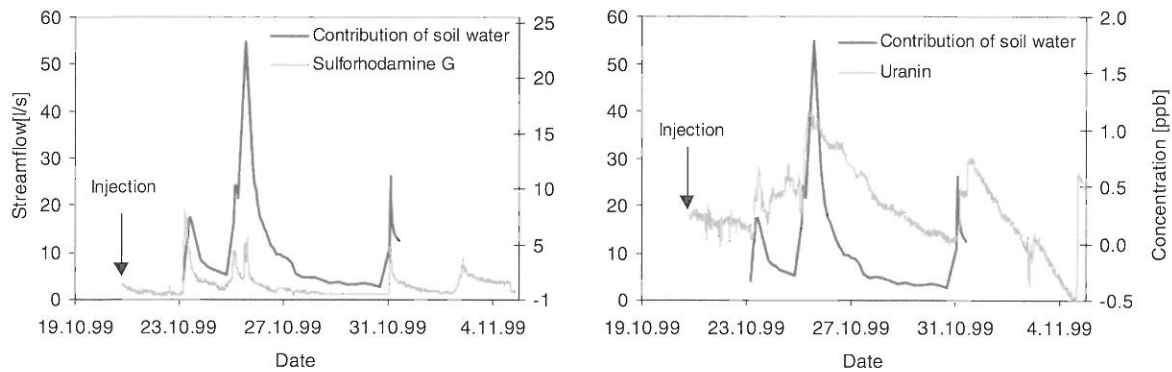 Streamflow[l/s]
60
50
40
30
20
10
0
Contribution of soil water
Sulforhodamine G
Injection
25
20
15
10
5
-1
19.10.99 23.10.99 27.10.99 31.10.99 4.11.99
Date
60
50
40
30
20
10
0
Contribution of soil water
Uranin
Injection
2.0
1.5
1.0
0.5
0.0
-0.5
Concentration [ppb]
19.10.99 23.10.99 27.10.99 31.10.99 4.11.99
Date